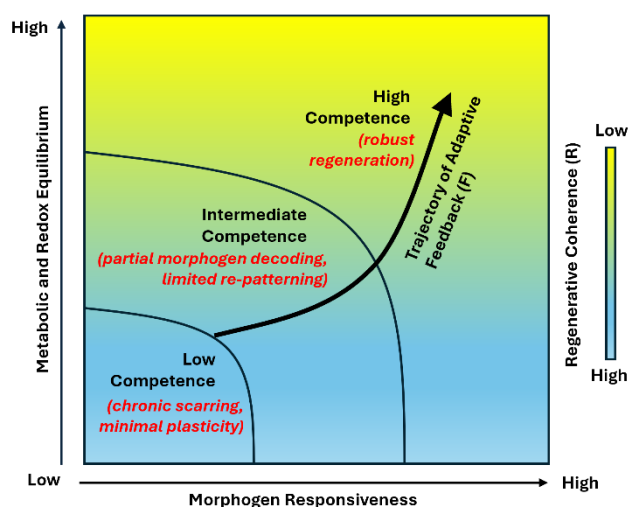 High
Metabolic and Redox Equilibrium
Low
High
Competence
(robust
regeneration)
Trajectory of Adaptive
Feedback (F)
Intermediate
Competence
(partial morphogen decoding,
limited re-patterning)
Low
Competence
(chronic scarring,
minimal plasticity)
Morphogen Responsiveness
High
Low
Regenerative Coherence (R)
High